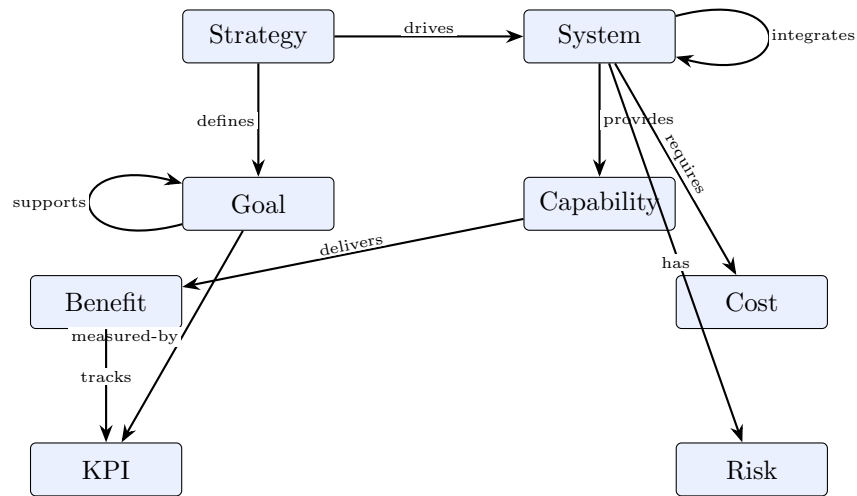 Strategy
drives
System
integrates
defines
provides
requires
supports
Goal
Capability
delivers
has
Benefit
Cost
measured-by
tracks
KPI
Risk